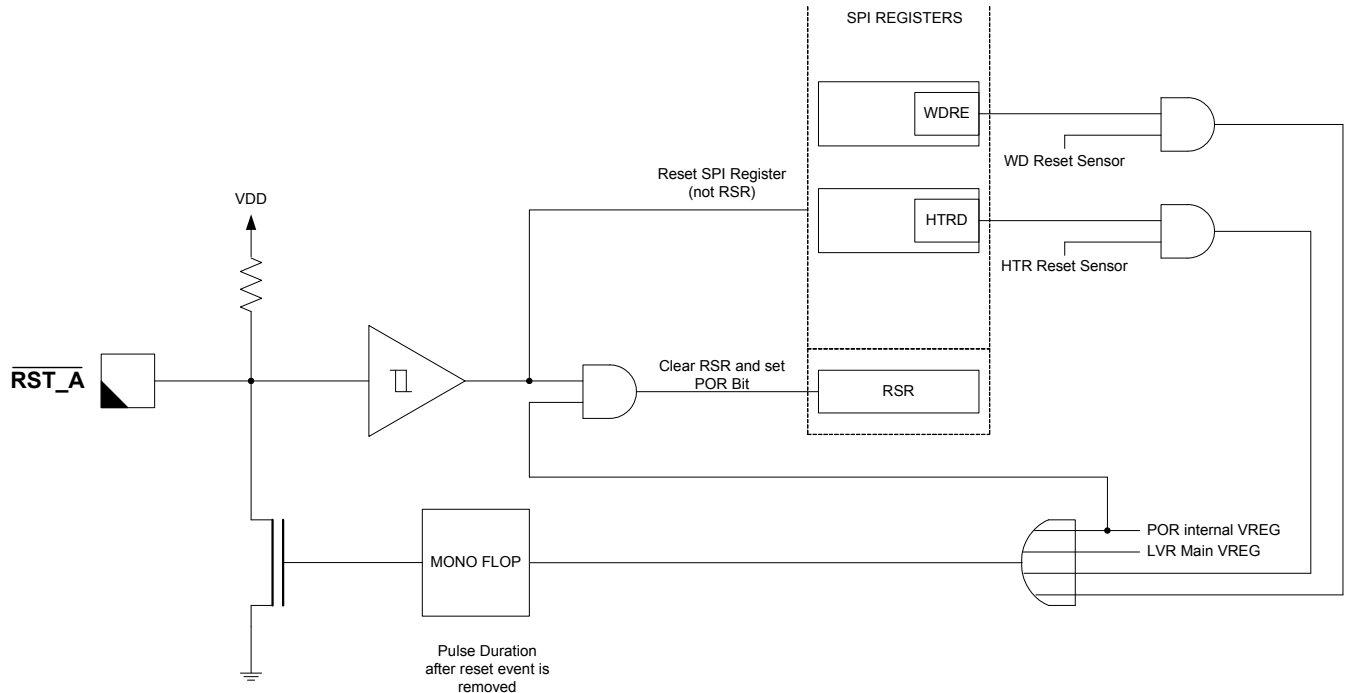 SPI REGISTERS
WDRE
WD Reset Sensor
Reset SPI Register
(not RSR)
HTRD
HTR Reset Sensor
VDD
RST_A
Clear RSR and set
POR Bit
RSR
MONO FLOP
POR internal VREG
LVR Main VREG
Pulse Duration
after reset event is
removed